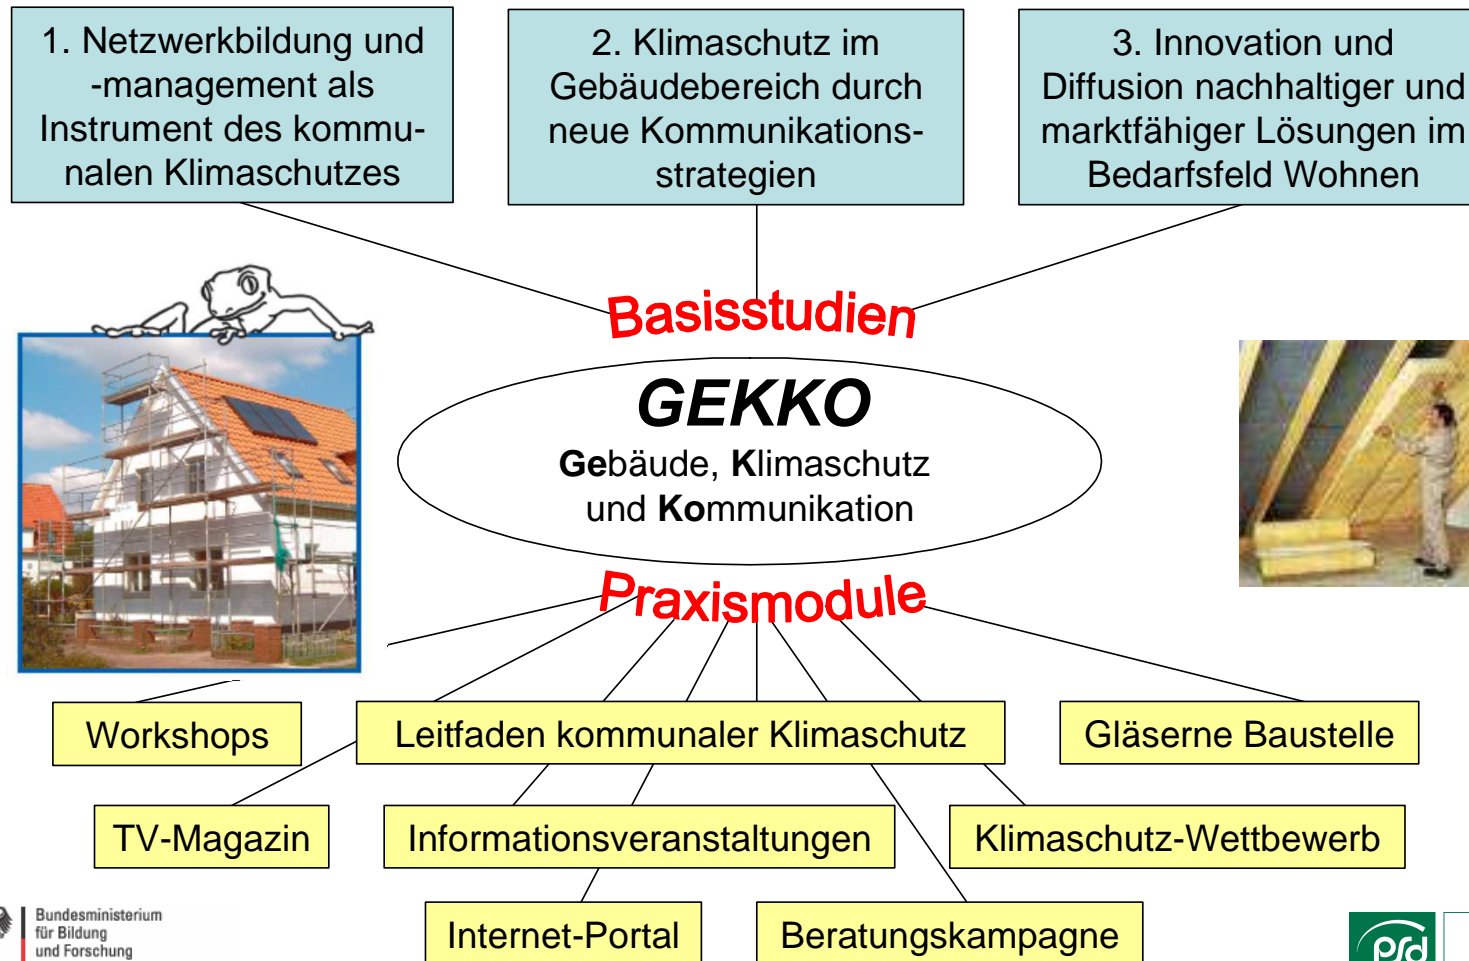 1. Netzwerkbildung und
-management als
Instrument des kommu-
nalen Klimaschutzes
2. Klimaschutz im
Gebäudebereich durch
neue Kommunikations-
strategien
3. Innovation und
Diffusion nachhaltiger und
marktfähiger Lösungen im
Bedarfsfeld Wohnen
Basisstudien
GEKKO
Gebäude, Klimaschutz
und Kommunikation
Praxismodule
Workshops
Leitfaden kommunaler Klimaschutz
Gläserne Baustelle
TV-Magazin
Informationsveranstaltungen
Klimaschutz-Wettbewerb
Internet-Portal
Beratungskampagne
Bundesministerium
für Bildung
und Forschung